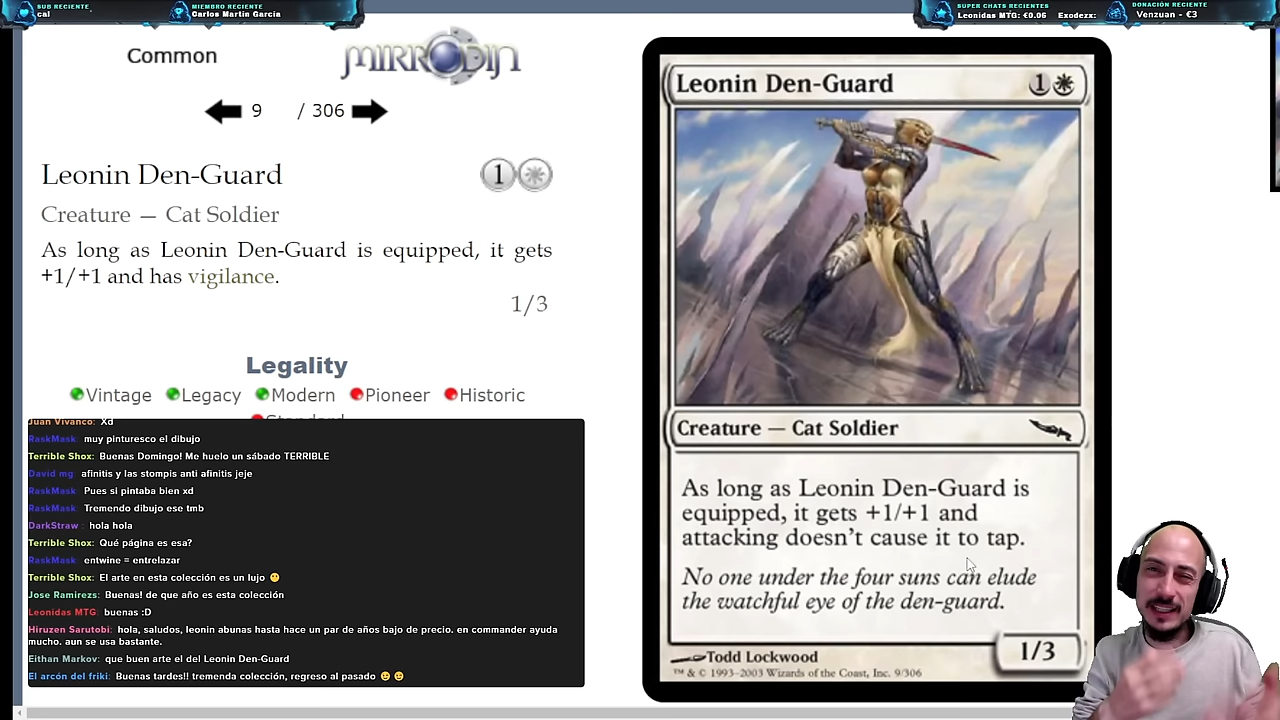 SUB RECIENTE
cal
MIEMBRO RECIENTE
Carlos Martín García
SUPER CHATS RECIENTES
Leonidas MTG: €0.06 Exodezx:
DONACIÓN RECIENTE
Venzuan - €3
Common
MIRRODIN
9 / 306
Leonin Den-Guard
1
Creature — Cat Soldier
As long as Leonin Den-Guard is equipped, it gets
+1/+1 and has vigilance.
1/3
Legality
Vintage Legacy Modern Pioneer Historic
Standard
Juan Vivanco: Xd
RaskMask: muy pinturesco el dibujo
Terrible Shox: Buenas Domingo! Me huelo un sábado TERRIBLE
David mg: afinitis y las stompis anti afinitis jeje
RaskMask: Pues si pintaba bien xd
RaskMask: Tremendo dibujo ese tmb
DarkStraw: hola hola
Terrible Shox: Qué página es esa?
RaskMask: entwine = entrelazar
Terrible Shox: El arte en esta colección es un lujo
Jose Ramirezs: Buenas! de que año es esta colección
Leonidas MTG: buenas :D
Hiruzen Sarutobi: hola, saludos, leonin abunas hasta hace un par de años bajo de precio. en commander ayuda
mucho. aun se usa bastante.
Eithan Markov: que buen arte el del Leonin Den-Guard
El arcón del friki: Buenas tardes!! tremenda colección, regreso al pasado
Leonin Den-Guard
1
Creature — Cat Soldier
As long as Leonin Den-Guard is
equipped, it gets +1/+1 and
attacking doesn't cause it to tap.
No one under the four suns can elude
the watchful eye of the den-guard.
1/3
Todd Lockwood
™ & © 1993–2003 Wizards of the Coast, Inc. 9/306